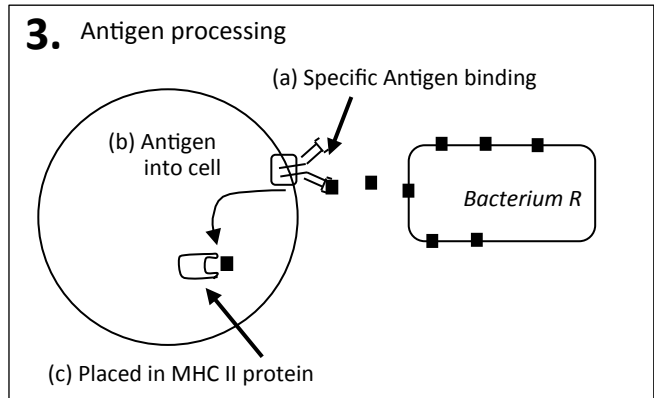 3. Antigen processing
(a) Specific Antigen binding
(b) Antigen
into cell
Bacterium R
(c) Placed in MHC II protein